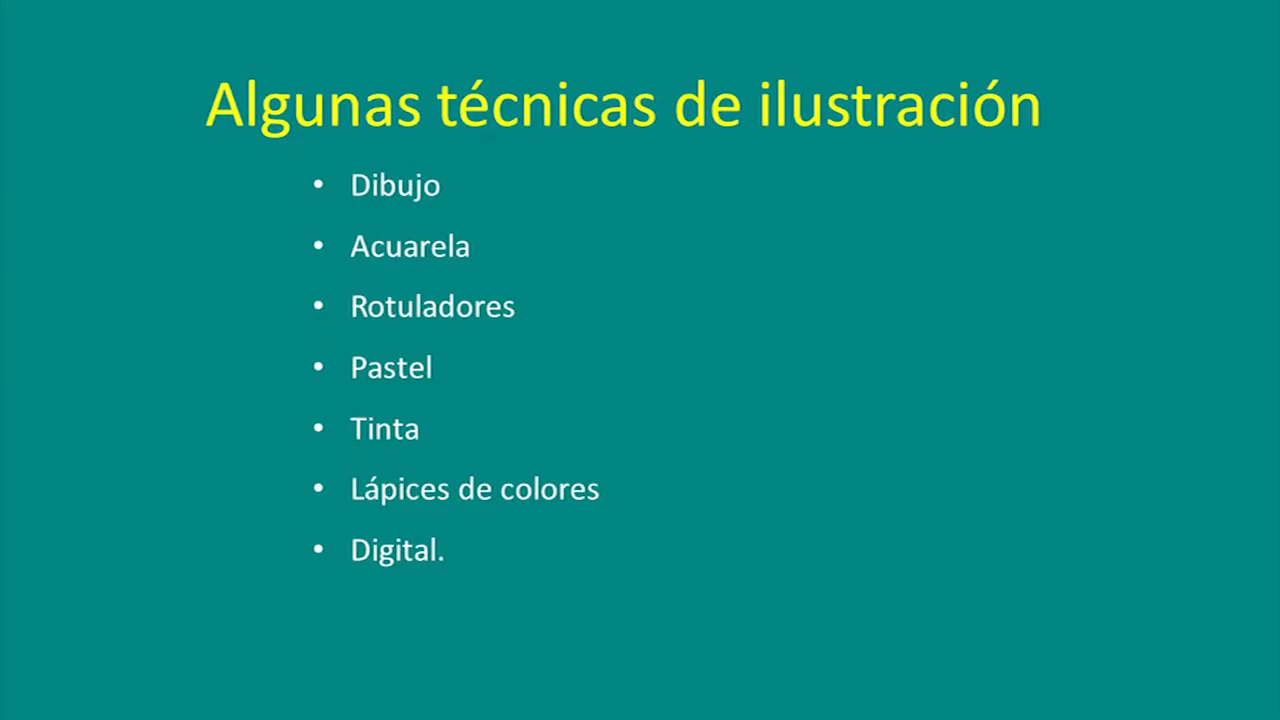 Algunas técnicas de ilustración
• Dibujo
• Acuarela
• Rotuladores
• Pastel
• Tinta
• Lápices de colores
• Digital.